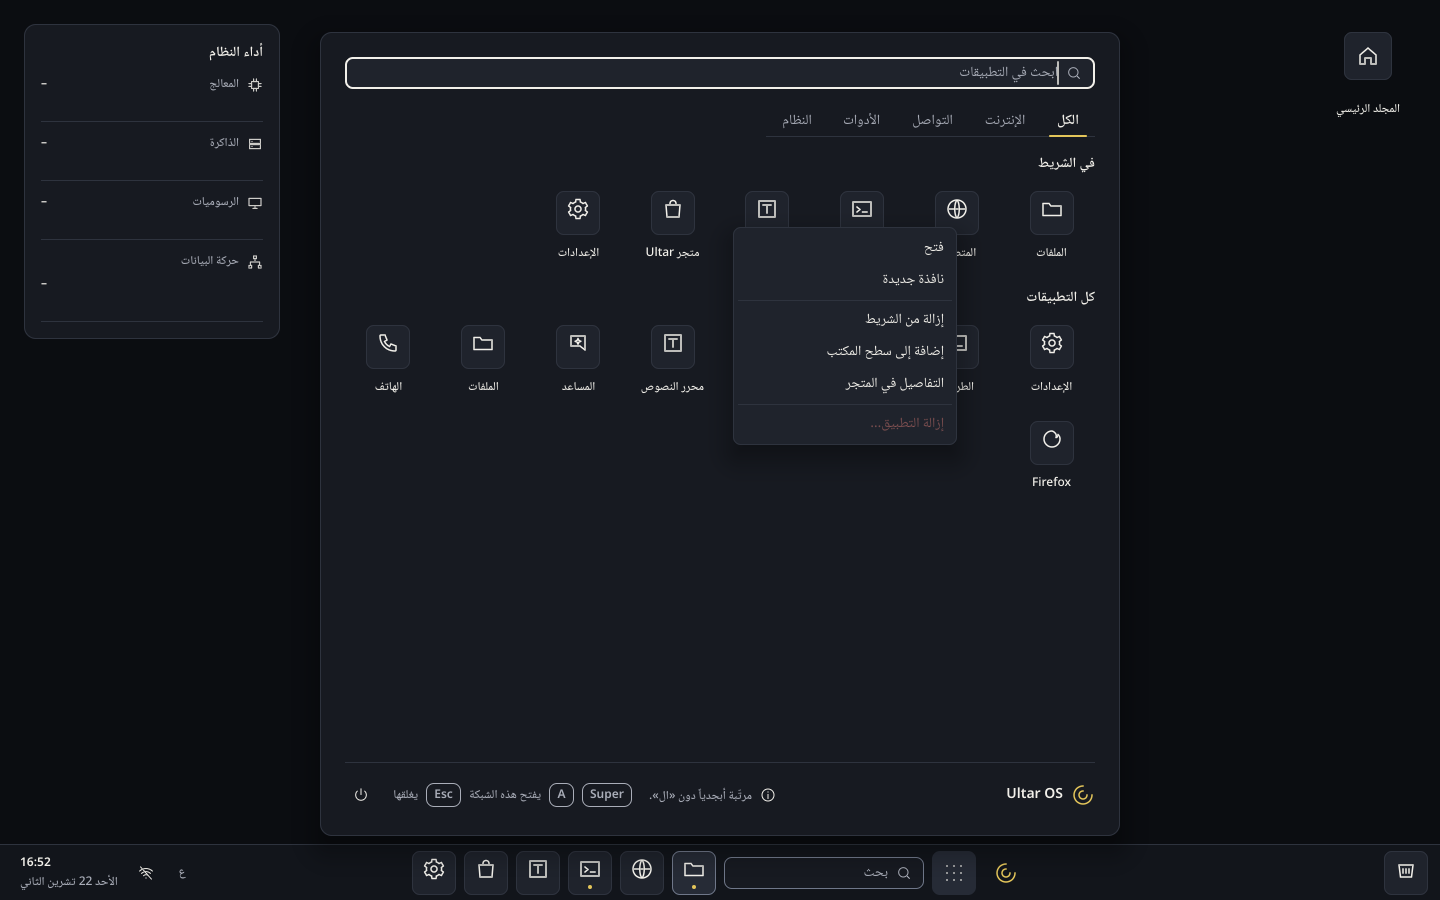 أداء النظام
المعالج –
الذاكرة –
الرسوميات –
حركة البيانات
–
ابحث في التطبيقات
الكل الإنترنت التواصل الأدوات النظام
في الشريط
الملفات
متجر Ultar
الإعدادات
فتح
نافذة جديدة
إزالة من الشريط
إضافة إلى سطح المكتب
التفاصيل في المتجر
إزالة التطبيق...
كل التطبيقات
الإعدادات
محرر النصوص
المساعد
الملفات
الهاتف
Firefox
Ultar OS
مرتّبة أبجدياً دون «ال».
Super A يفتح هذه الشبكة Esc يغلقها
المجلد الرئيسي
بحث
ع
16:52
الأحد 22 تشرين الثاني